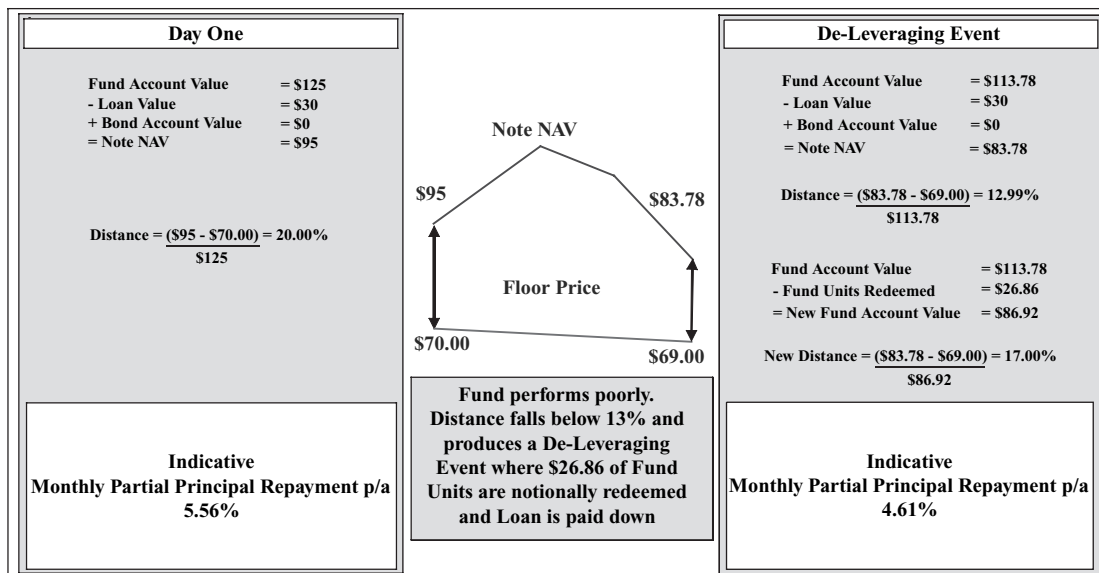 Day One
Fund Account Value = $125
- Loan Value = $30
+ Bond Account Value = $0
= Note NAV = $95
Distance = ($95 - $70.00) = 20.00%
$125
Indicative
Monthly Partial Principal Repayment p/a
5.56%
Note NAV
$95
$83.78
Floor Price
$70.00
$69.00
Fund performs poorly.
Distance falls below 13% and
produces a De-Leveraging
Event where $26.86 of Fund
Units are notionally redeemed
and Loan is paid down
De-Leveraging Event
Fund Account Value = $113.78
- Loan Value = $30
+ Bond Account Value = $0
= Note NAV = $83.78
Distance = ($83.78 - $69.00) = 12.99%
$113.78
Fund Account Value = $113.78
- Fund Units Redeemed = $26.86
= New Fund Account Value = $86.92
New Distance = ($83.78 - $69.00) = 17.00%
$86.92
Indicative
Monthly Partial Principal Repayment p/a
4.61%